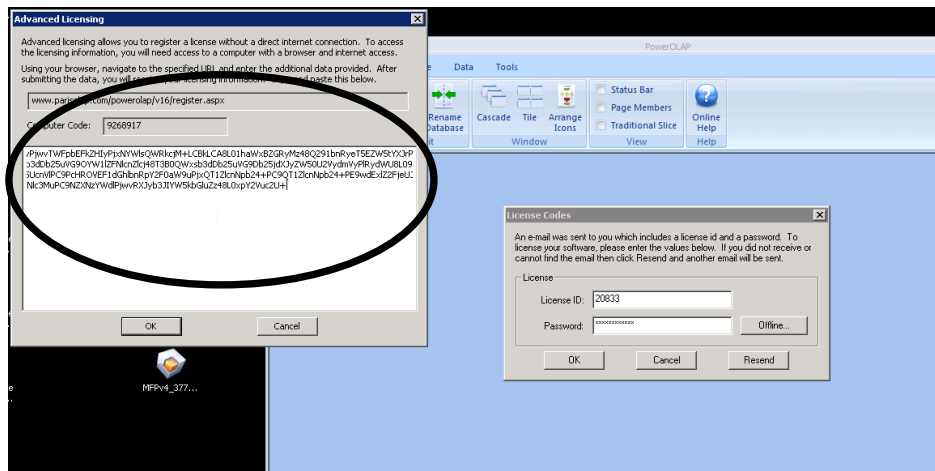 Advanced Licensing
Advanced licensing allows you to register a license without a direct internet connection. To access
the licensing information, you will need access to a computer with a browser and internet access.
Using your browser, navigate to the specified URL and enter the additional data provided. After
submitting the data, you will
paste this below.
www.parisolap.com/powerolap/v16/register.aspx
Computer Code: 9268917
OK
Cancel
PowerOLAP
Data
Tools
Rename
Database
Cascade
Tile
Arrange
Icons
Window
Status Bar
Page Members
Traditional Slice
View
Online
Help
Help
License Codes
An e-mail was sent to you which includes a license id and a password. To
license your software, please enter the values below. If you did not receive or
cannot find the email then click Resend and another email will be sent.
License
License ID: 20833
Password: xxxxxxxxxxxx
Offline...
OK
Cancel
Resend
MFPv4_377...